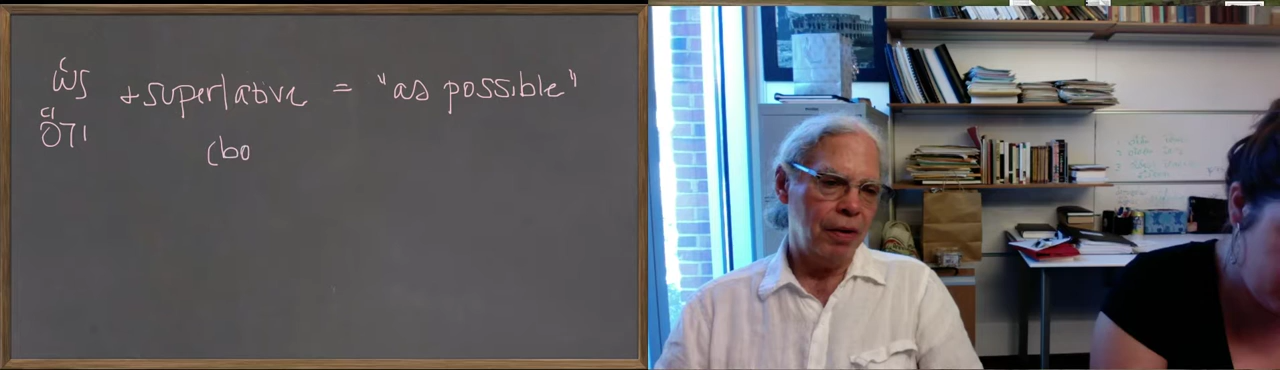 ὡς + superlative = "as possible"
ὅτι
(bo